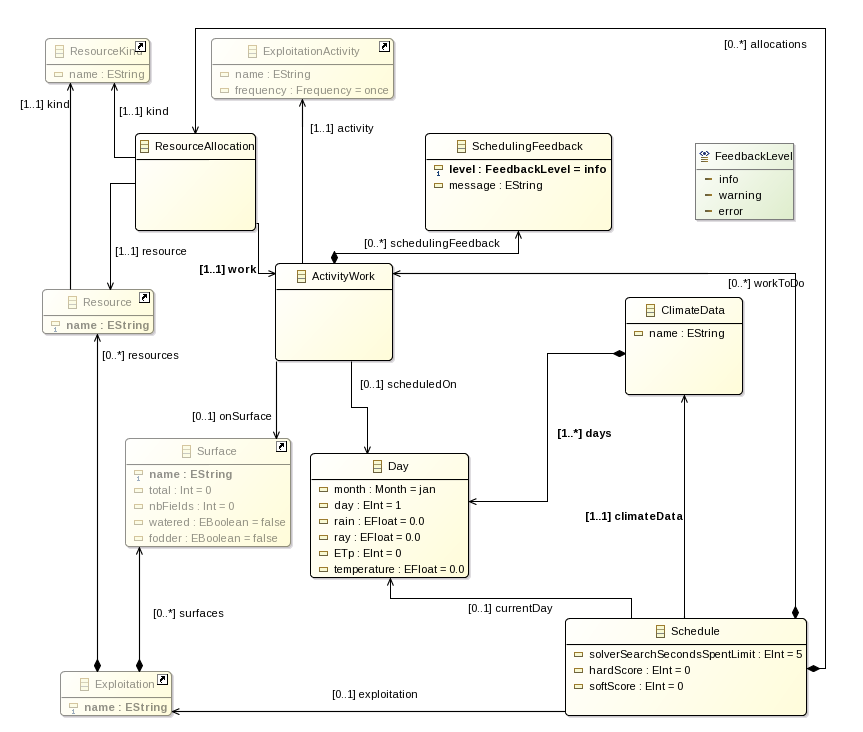 [0..*] allocations
ResourceKind
name : EString
ExploitationActivity
name : EString
frequency : Frequency = once
[1..1] kind
[1..1] kind
[1..1] activity
ResourceAllocation
SchedulingFeedback
level : FeedbackLevel = info
message : EString
FeedbackLevel
info
warning
error
[1..1] resource
[0..*] schedulingFeedback
[1..1] work
ActivityWork
[0..*] workToDo
Resource
name : EString
ClimateData
name : EString
[0..*] resources
[0..1] scheduledOn
[0..1] onSurface
[1..*] days
Surface
name : EString
total : Int = 0
nbFields : Int = 0
watered : EBoolean = false
fodder : EBoolean = false
Day
month : Month = jan
day : EInt = 1
rain : EFloat = 0.0
ray : EFloat = 0.0
ETp : EInt = 0
temperature : EFloat = 0.0
[1..1] climateData
[0..*] surfaces
[0..1] currentDay
Schedule
solverSearchSecondsSpentLimit : EInt = 5
hardScore : EInt = 0
softScore : EInt = 0
Exploitation
name : EString
[0..1] exploitation